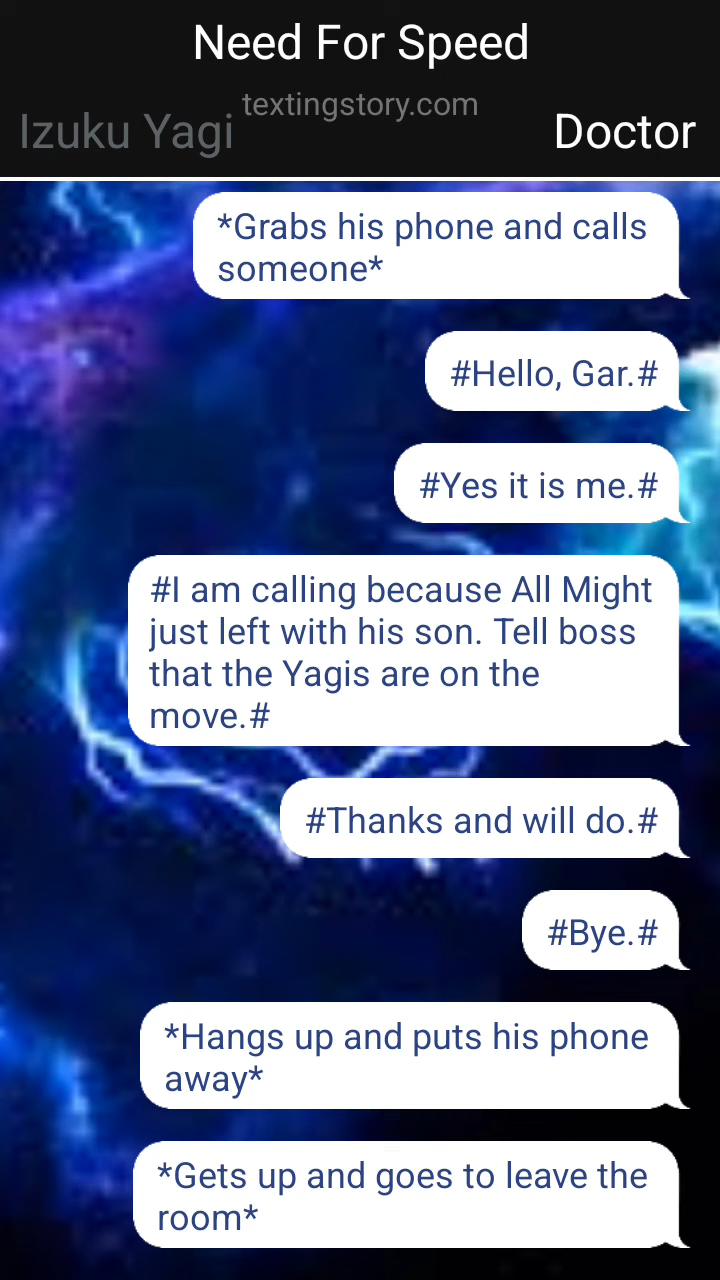 Need For Speed
textingstory.com
Izuku Yagi
Doctor
*Grabs his phone and calls
someone*
#Hello, Gar.#
#Yes it is me.#
#I am calling because All Might
just left with his son. Tell boss
that the Yagis are on the
move.#
#Thanks and will do.#
#Bye.#
*Hangs up and puts his phone
away*
*Gets up and goes to leave the
room*